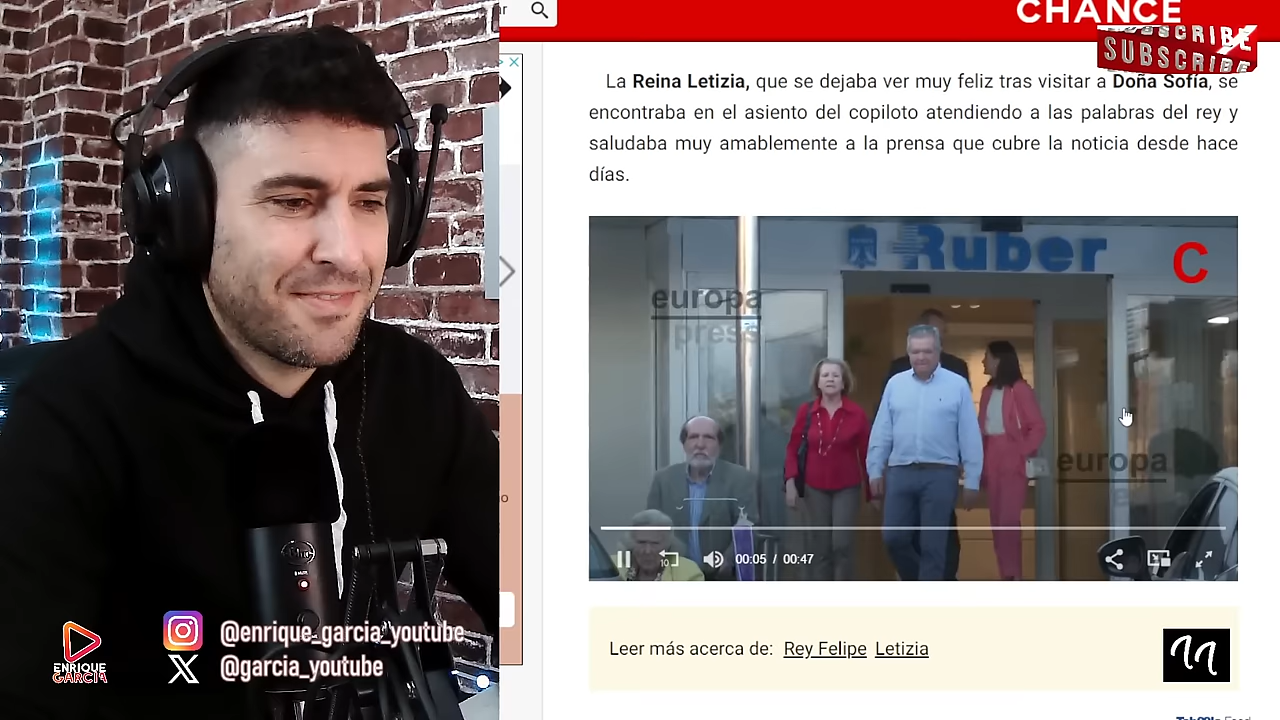 CHANCE
SUBSCRIBE
SUBSCRIBE
La Reina Letizia, que se dejaba ver muy feliz tras visitar a Doña Sofía, se
encontraba en el asiento del copiloto atendiendo a las palabras del rey y
saludaba muy amablemente a la prensa que cubre la noticia desde hace
días.
Ruber
C
europa
press
europa
10
00:05 / 00:47
@enrique_garcia_youtube
@garcia_youtube
ENRIQUE
GARCIA
Leer más acerca de: Rey Felipe Letizia